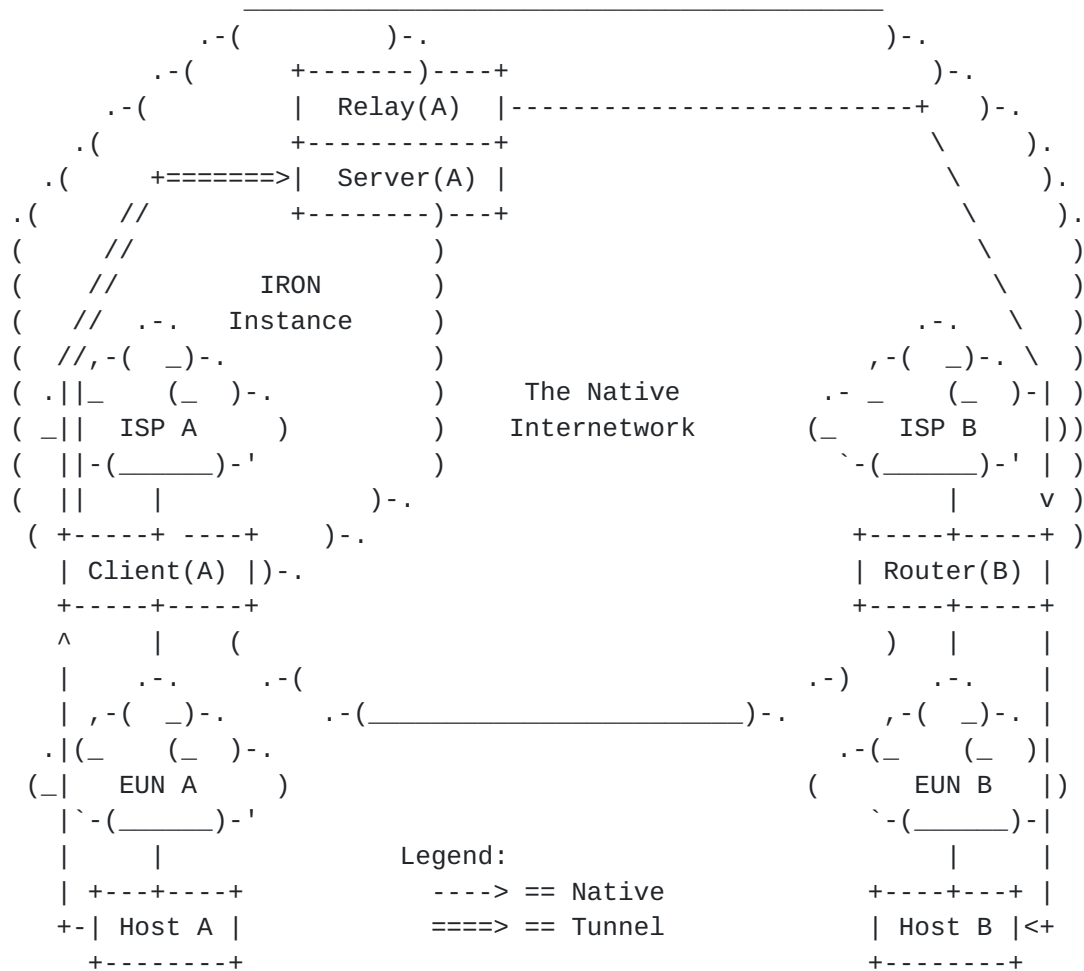 Relay(A)
Server(A)
IRON
Instance
The Native
ISP A Internetwork ISP B
Client(A) Router(B)
EUN A EUN B
Legend:
----> == Native
Host A ====> == Tunnel Host B